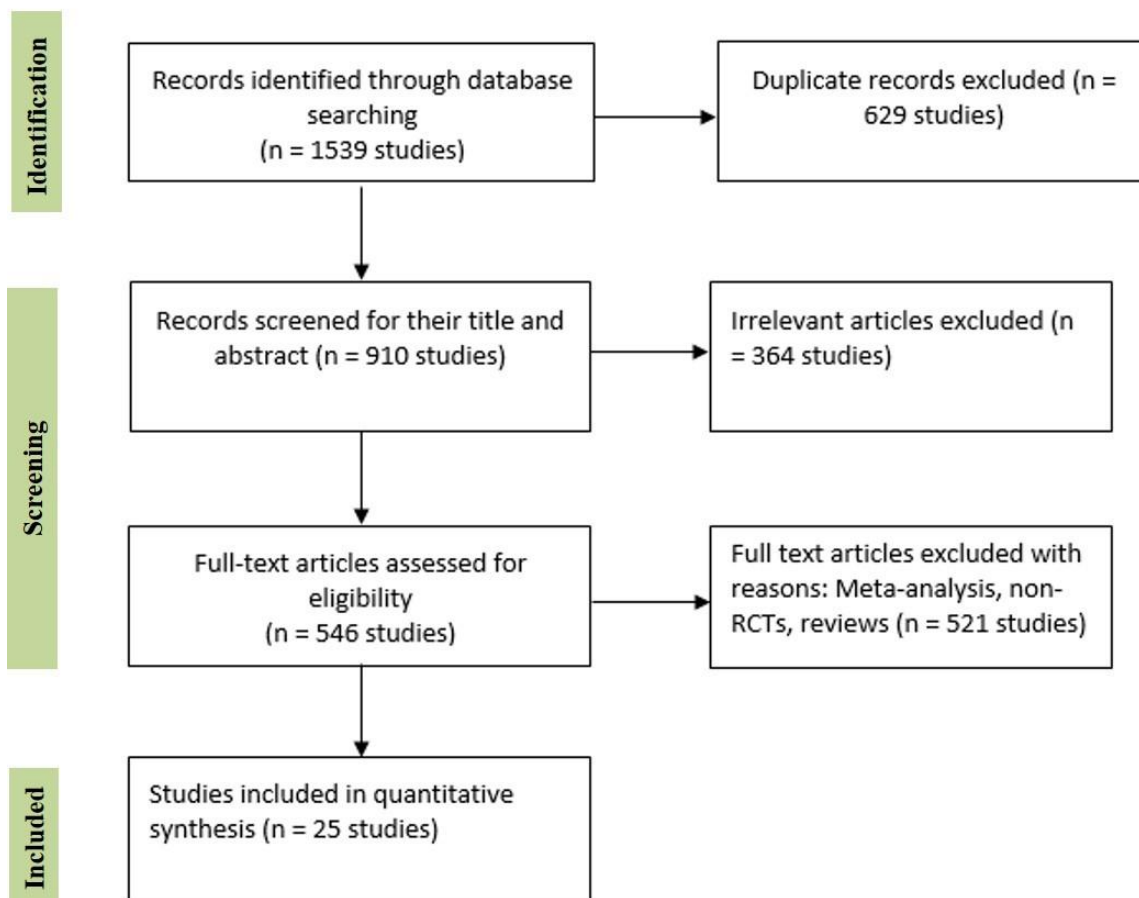 Identification
Records identified through database
searching
(n = 1539 studies)
Duplicate records excluded (n =
629 studies)
Screening
Records screened for their title and
abstract (n = 910 studies)
Irrelevant articles excluded (n
= 364 studies)
Full-text articles assessed for
eligibility
(n = 546 studies)
Full text articles excluded with
reasons: Meta-analysis, non-
RCTs, reviews (n = 521 studies)
Included
Studies included in quantitative
synthesis (n = 25 studies)